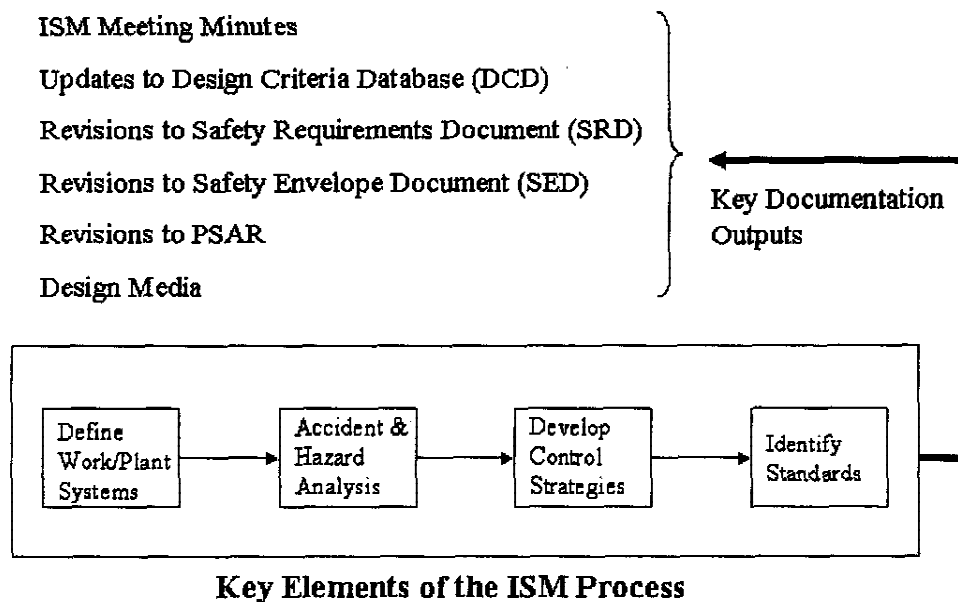 ISM Meeting Minutes
Updates to Design Criteria Database (DCD)
Revisions to Safety Requirements Document (SRD)
Revisions to Safety Envelope Document (SED)
Revisions to PSAR
Design Media
Key Documentation
Outputs
Define
Work/Plant
Systems
Accident &
Hazard
Analysis
Develop
Control
Strategies
Identify
Standards
Key Elements of the ISM Process